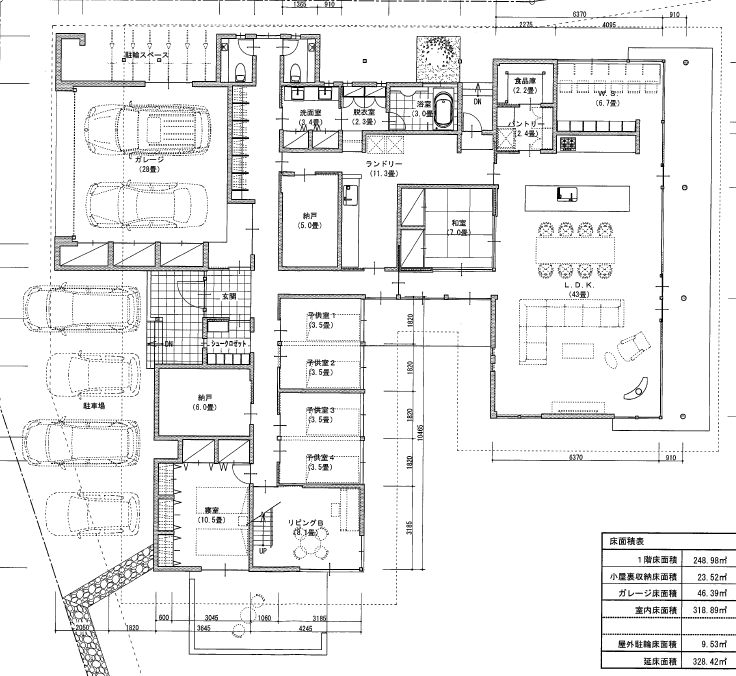 1365
910
6370
910
2275
4095
駐輪スペース
食品庫
(2.2畳)
W.S
(6.7畳)
洗面室
(3.4畳)
脱衣室
(2.3畳)
浴室
(3.0畳)
DN
パントリー
(2.4畳)
ガレージ
(28畳)
ランドリー
(11.3畳)
納戸
(5.0畳)
和室
(7.0畳)
L.D.K.
(43畳)
玄関
子供室1
(3.5畳)
1820
シュークロゼット
DN
子供室2
(3.5畳)
1820
納戸
(6.0畳)
駐車場
子供室3
(3.5畳)
1820
10465
子供室4
(3.5畳)
1820
6370
910
寝室
(10.5畳)
リビングB
(8.1畳)
UP
3185
600
3045
1060
3185
2050
1820
3645
4245
床面積表
1階床面積 248.98㎡
小屋裏収納床面積 23.52㎡
ガレージ床面積 46.39㎡
室内床面積 318.89㎡
屋外駐輪床面積 9.53㎡
延床面積 328.42㎡